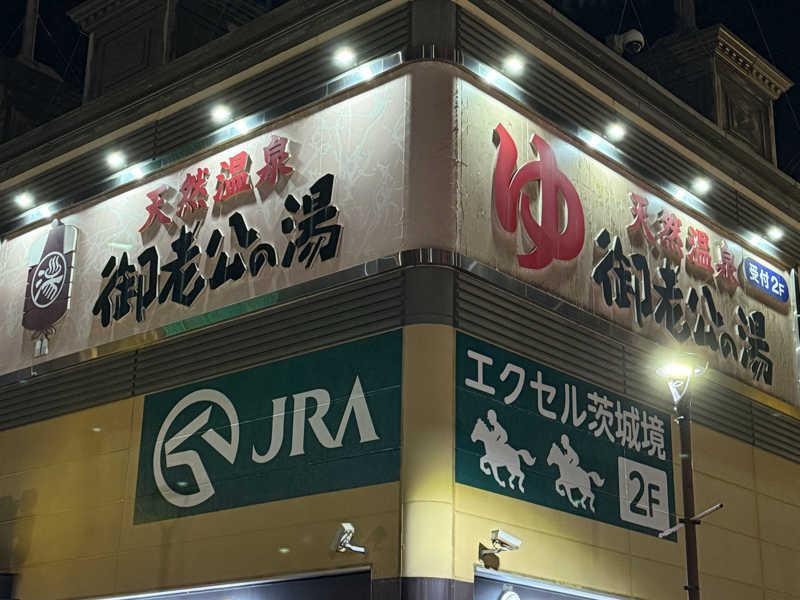 天然温泉
御老公の湯
ゆ
天然温泉
受付2F
御老公の湯
JRA
エクセル茨城境
2F